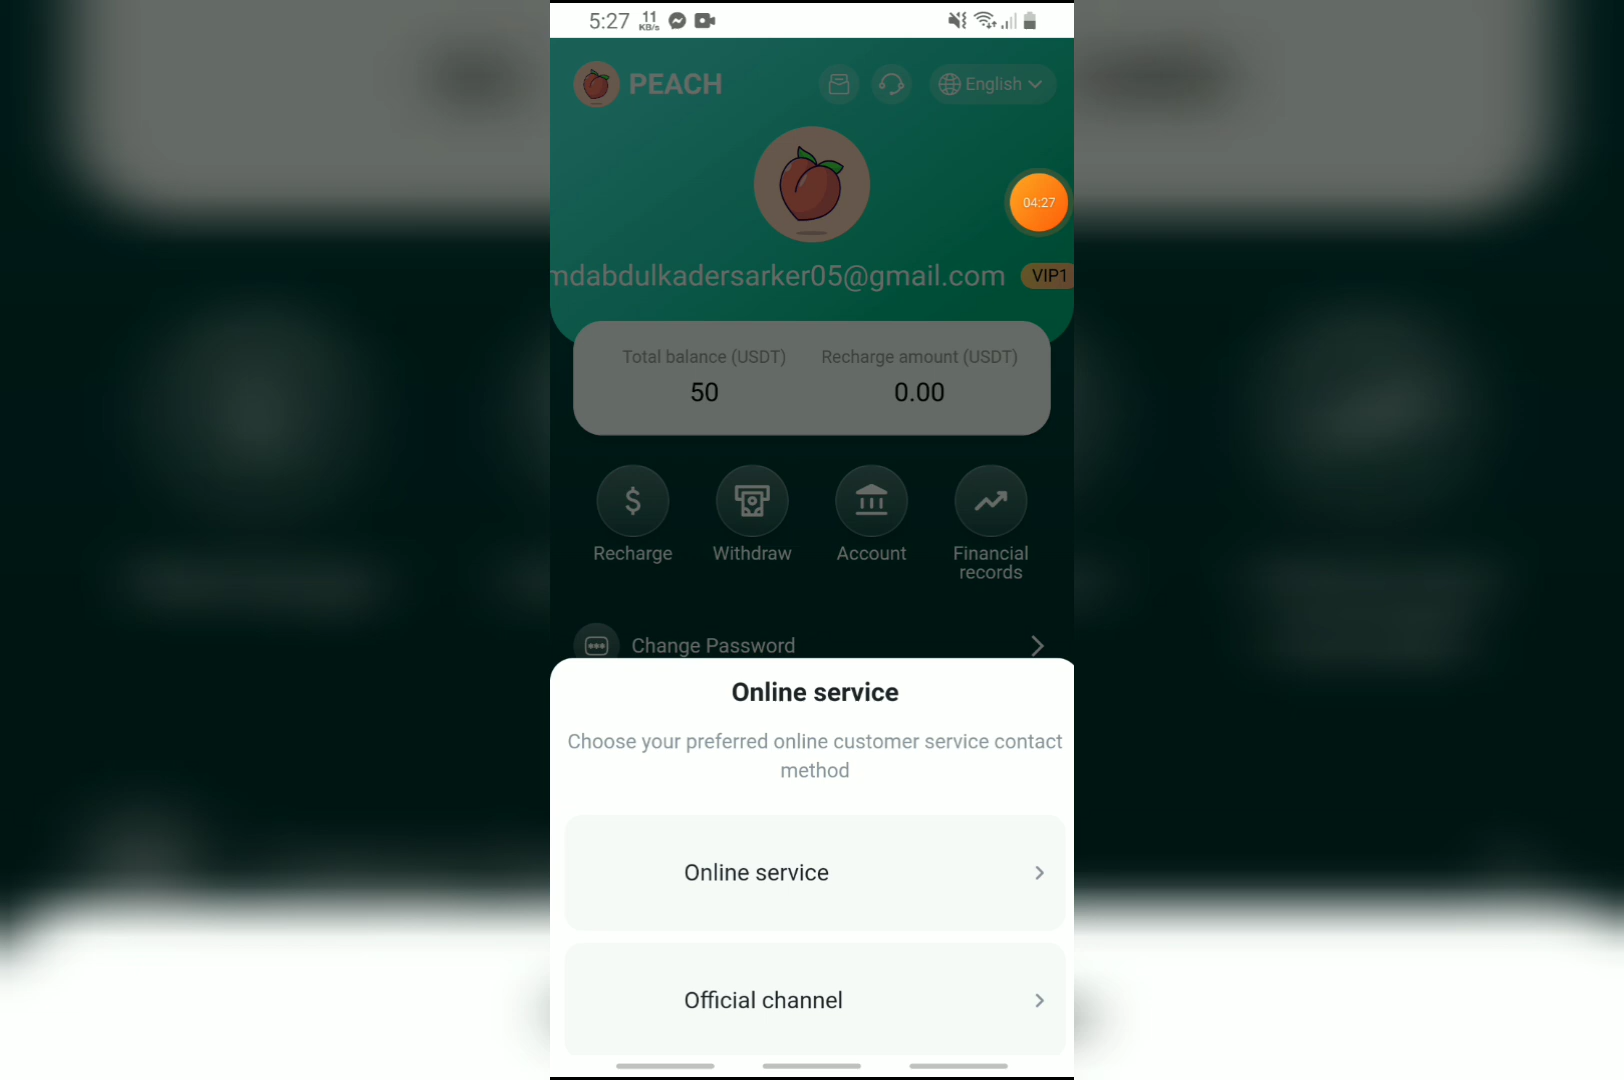 5:27 11 KB/s
PEACH English
04:27
mdabdulkadersarker05@gmail.com VIP1
Total balance (USDT) Recharge amount (USDT)
50 0.00
Recharge Withdraw Account Financial records
Change Password
Online service
Choose your preferred online customer service contact
method
Online service
Official channel